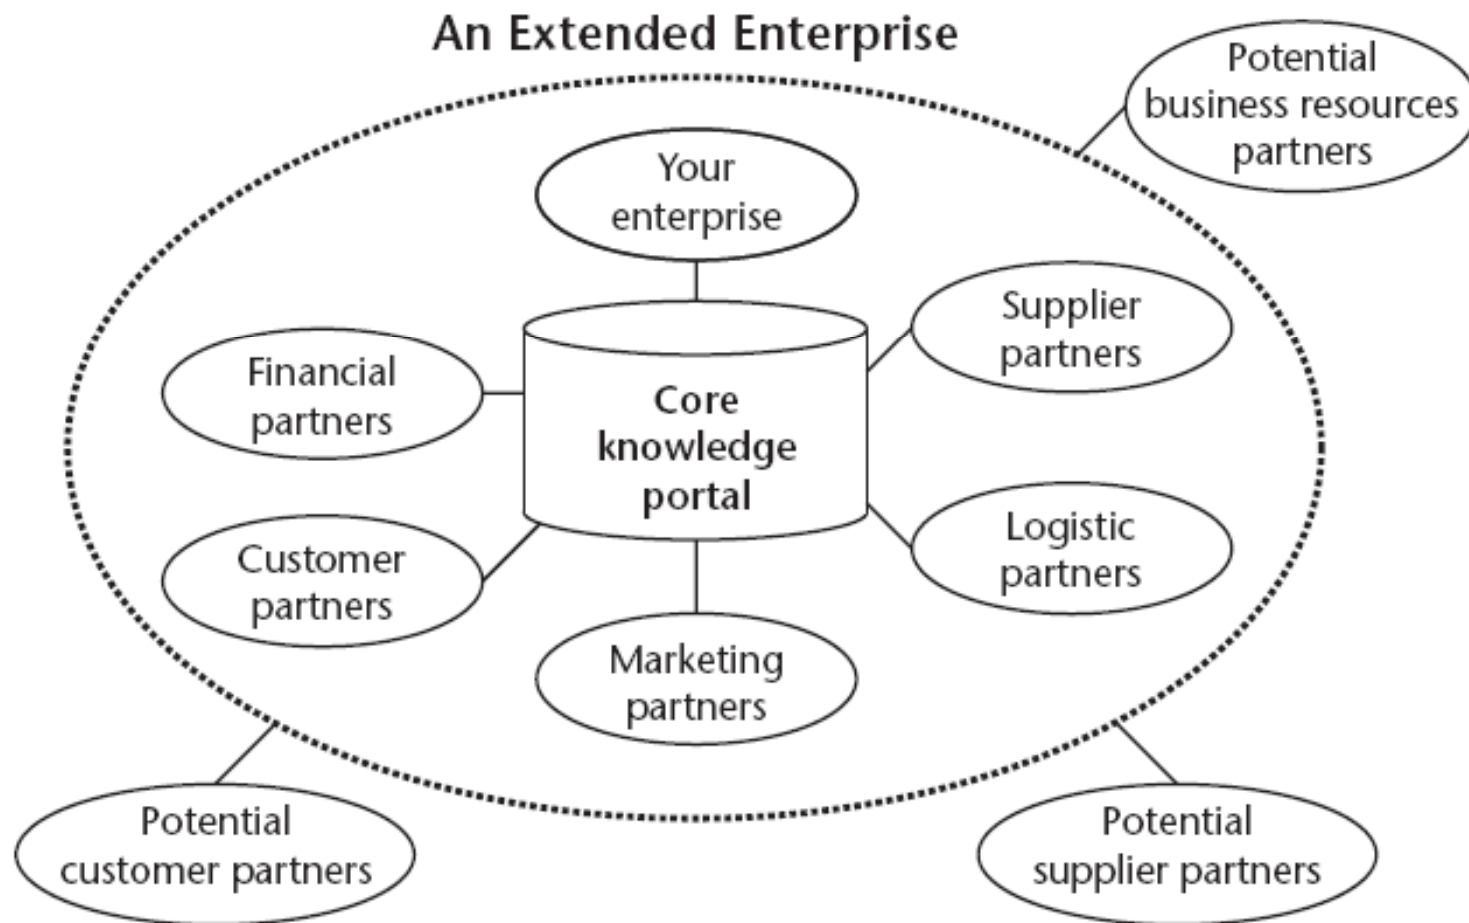 An Extended Enterprise
Potential
business resources
partners
Your
enterprise
Supplier
partners
Financial
partners
Core
knowledge
portal
Logistic
partners
Customer
partners
Marketing
partners
Potential
customer partners
Potential
supplier partners